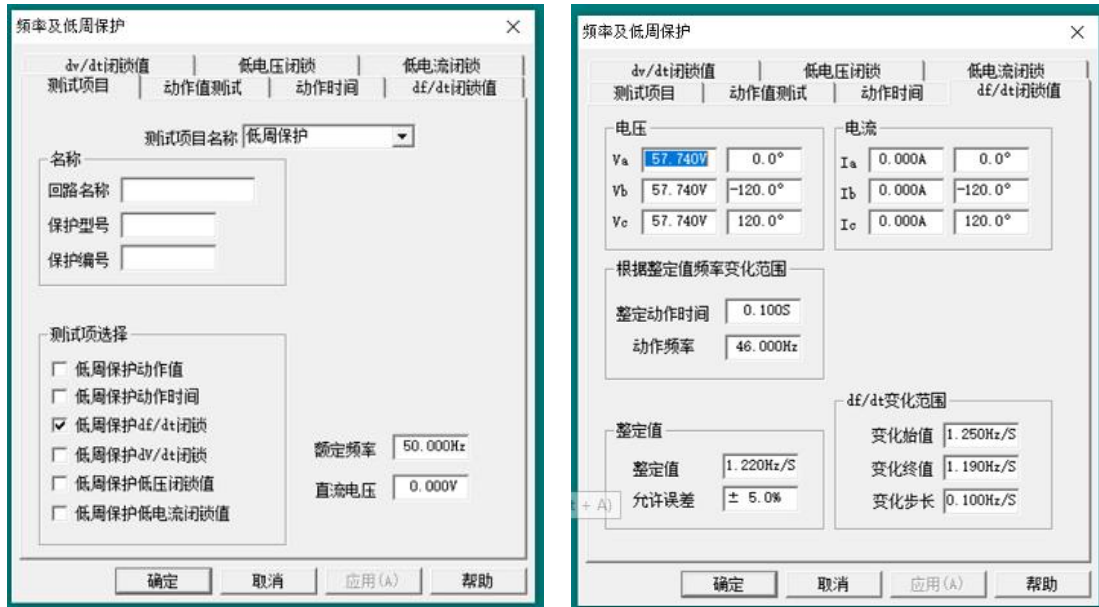 频率及低周保护
dv/dt闭锁值 低电压闭锁 低电流闭锁
测试项目 动作值测试 动作时间 df/dt闭锁值
测试项目名称 低周保护
名称
回路名称
保护型号
保护编号
测试项选择
低周保护动作值
低周保护动作时间
低周保护df/dt闭锁
低周保护dV/dt闭锁
低周保护低压闭锁值
低周保护低电流闭锁值
额定频率 50.000Hz
直流电压 0.000V
确定 取消 应用(A) 帮助
频率及低周保护
dv/dt闭锁值 低电压闭锁 低电流闭锁
测试项目 动作值测试 动作时间 df/dt闭锁值
电压
Va 57.740V 0.0°
Vb 57.740V -120.0°
Vc 57.740V 120.0°
电流
Ia 0.000A 0.0°
Ib 0.000A -120.0°
Ic 0.000A 120.0°
根据整定值频率变化范围
整定动作时间 0.100S
动作频率 46.000Hz
整定值
整定值 1.220Hz/S
允许误差 ± 5.0%
t + A)
df/dt变化范围
变化始值 1.250Hz/S
变化终值 1.190Hz/S
变化步长 0.100Hz/S
确定 取消 应用(A) 帮助